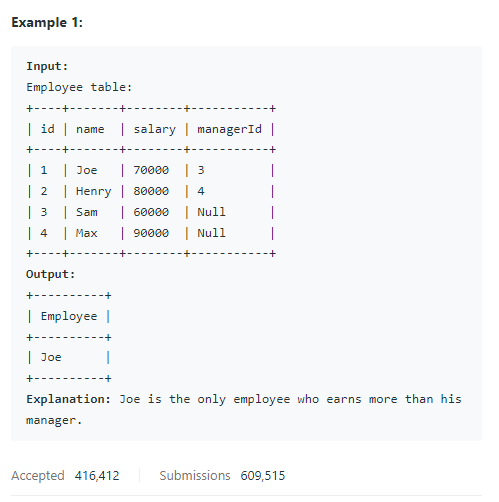 Example 1:
Input:
Employee table:
+----+-------+--------+-----------+
| id | name  | salary | managerId |
+----+-------+--------+-----------+
| 1  | Joe   | 70000  | 3         |
| 2  | Henry | 80000  | 4         |
| 3  | Sam   | 60000  | Null      |
| 4  | Max   | 90000  | Null      |
+----+-------+--------+-----------+
Output:
+----------+
| Employee |
+----------+
| Joe      |
+----------+
Explanation: Joe is the only employee who earns more than his
manager.
Accepted 416,412 Submissions 609,515